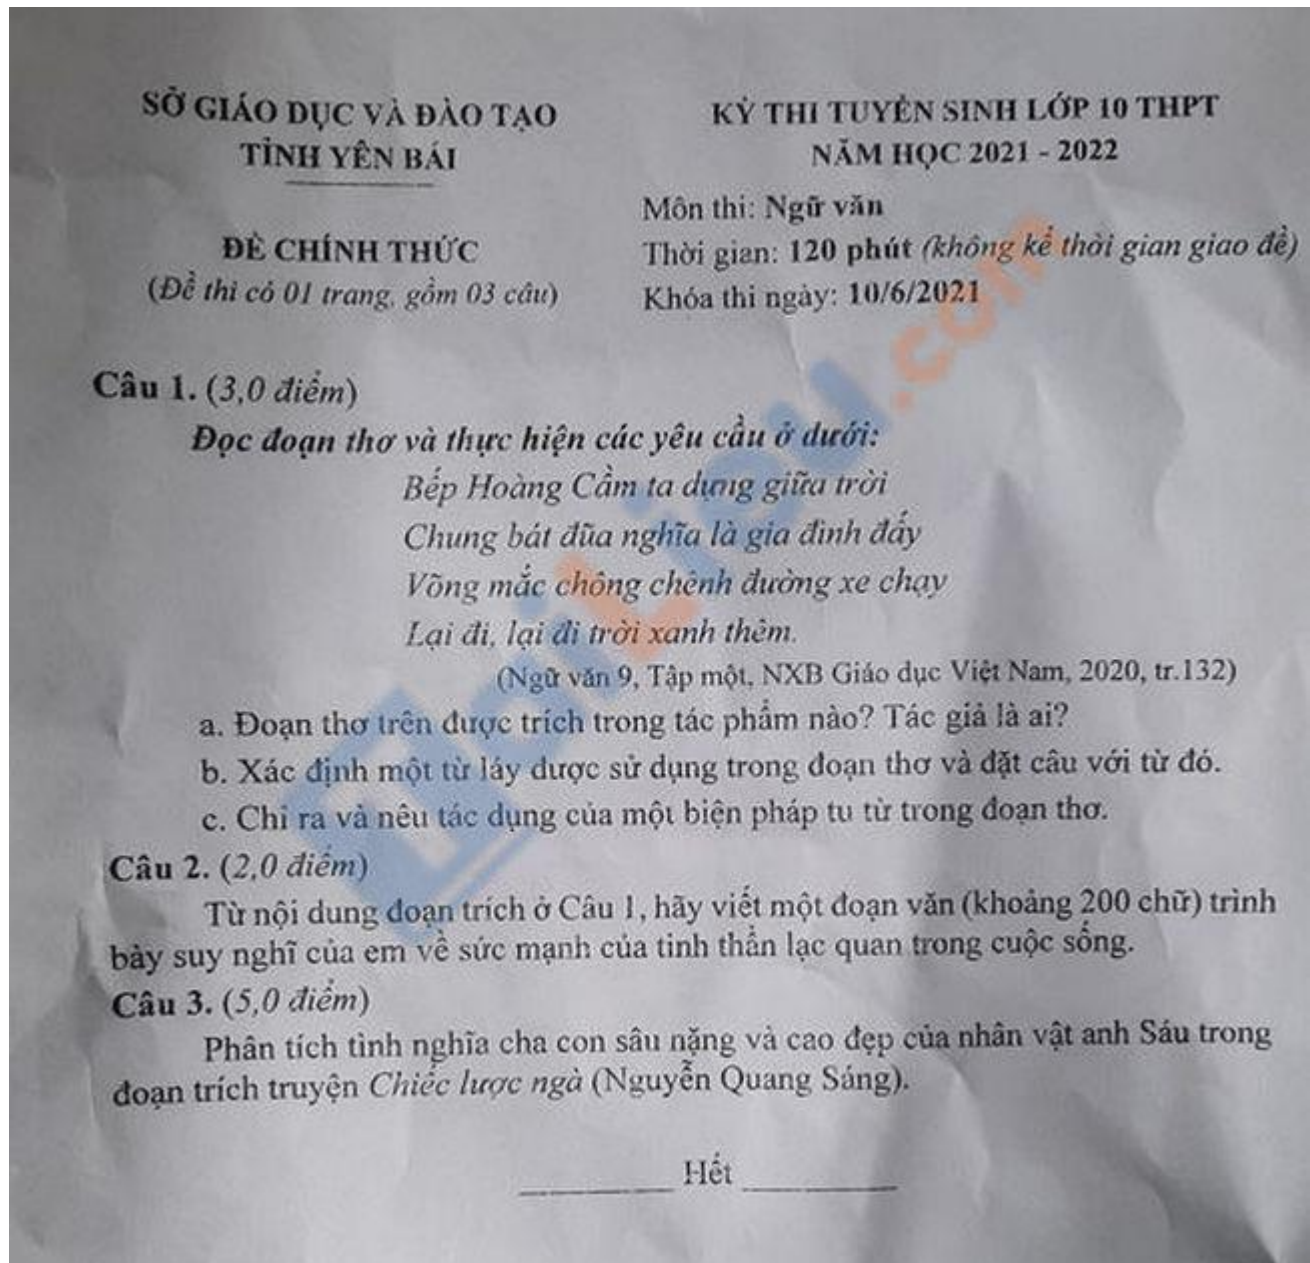 SỞ GIÁO DỤC VÀ ĐÀO TẠO
TỈNH YÊN BÁI
ĐỀ CHÍNH THỨC
(Đề thi có 01 trang, gồm 03 câu)
KỲ THI TUYỂN SINH LỚP 10 THPT
NĂM HỌC 2021 - 2022
Môn thi: Ngữ văn
Thời gian: 120 phút (không kể thời gian giao đề)
Khóa thi ngày: 10/6/2021
Câu 1. (3,0 điểm)
Đọc đoạn thơ và thực hiện các yêu cầu ở dưới:
Bếp Hoàng Cầm ta dựng giữa trời
Chung bát đũa nghĩa là gia đình đấy
Võng mắc chông chênh đường xe chạy
Lại đi, lại đi trời xanh thêm.
(Ngữ văn 9, Tập một, NXB Giáo dục Việt Nam, 2020, tr.132)
a. Đoạn thơ trên được trích trong tác phẩm nào? Tác giả là ai?
b. Xác định một từ láy được sử dụng trong đoạn thơ và đặt câu với từ đó.
c. Chỉ ra và nêu tác dụng của một biện pháp tu từ trong đoạn thơ.
Câu 2. (2,0 điểm)
Từ nội dung đoạn trích ở Câu 1, hãy viết một đoạn văn (khoảng 200 chữ) trình
bày suy nghĩ của em về sức mạnh của tinh thần lạc quan trong cuộc sống.
Câu 3. (5,0 điểm)
Phân tích tình nghĩa cha con sâu nặng và cao đẹp của nhân vật anh Sáu trong
đoạn trích truyện Chiếc lược ngà (Nguyễn Quang Sáng).
Hết
TaiLieu.com